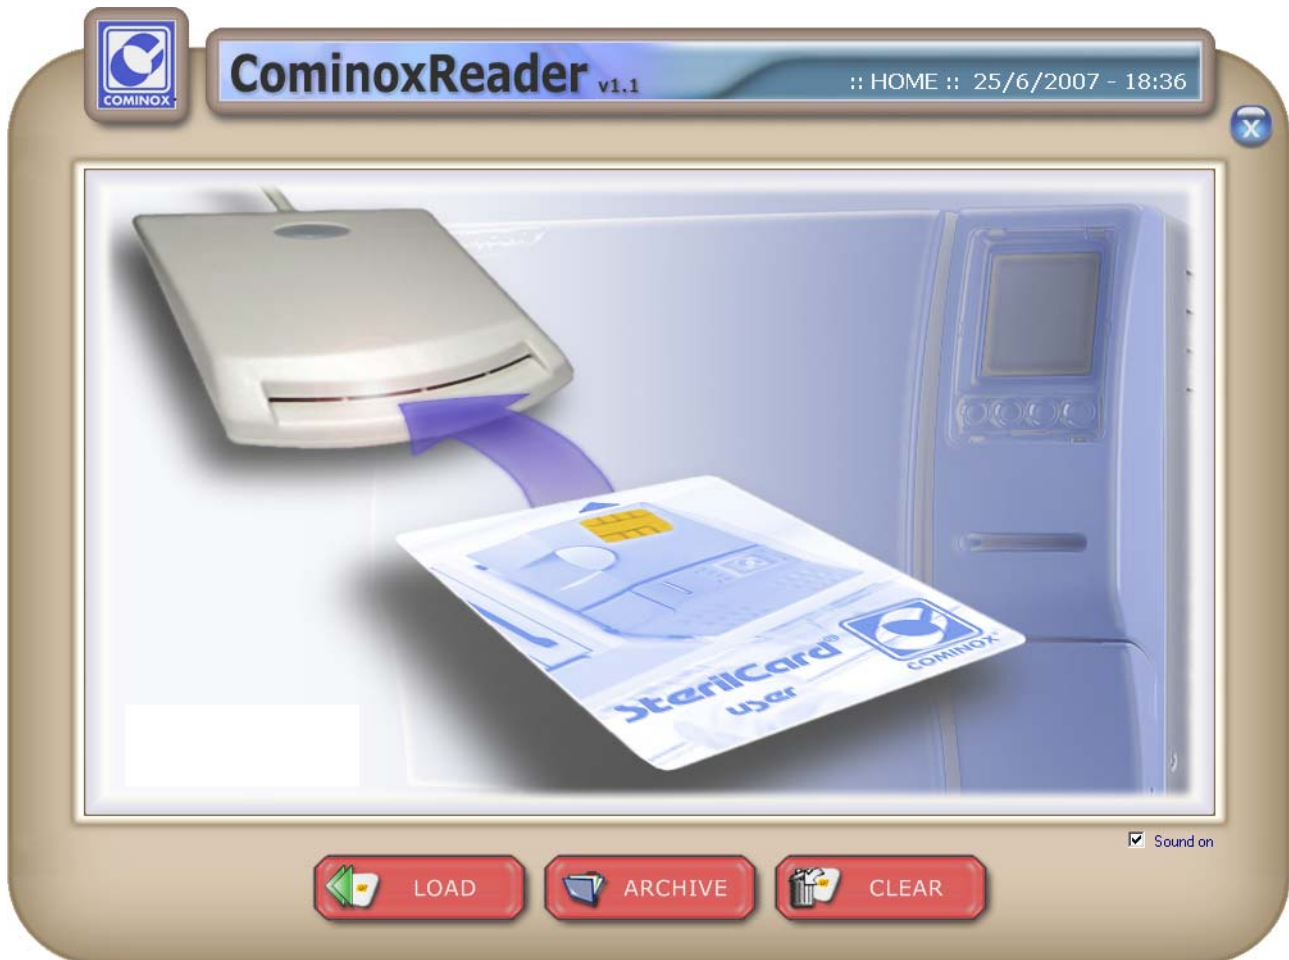 COMINOX
CominoxReader v1.1
:: HOME :: 25/6/2007 - 18:36
X
SterilCard®
user
COMINOX®
Sound on
LOAD
ARCHIVE
CLEAR